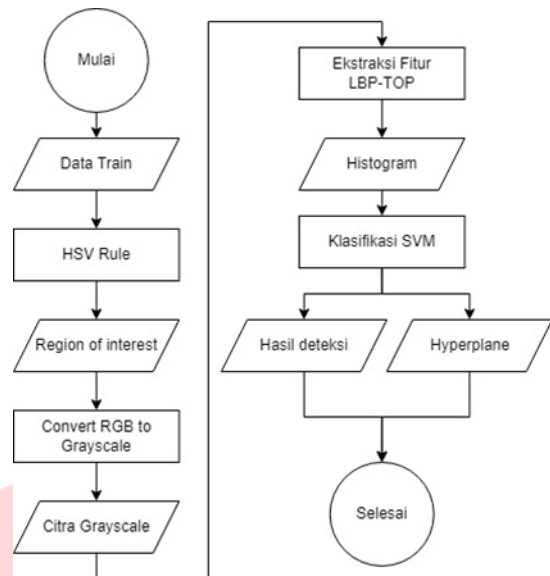 Mulai
Data Train
HSV Rule
Region of interest
Convert RGB to
Grayscale
Citra Grayscale
Ekstraksi Fitur
LBP-TOP
Histogram
Klasifikasi SVM
Hasil deteksi
Hyperplane
Selesai